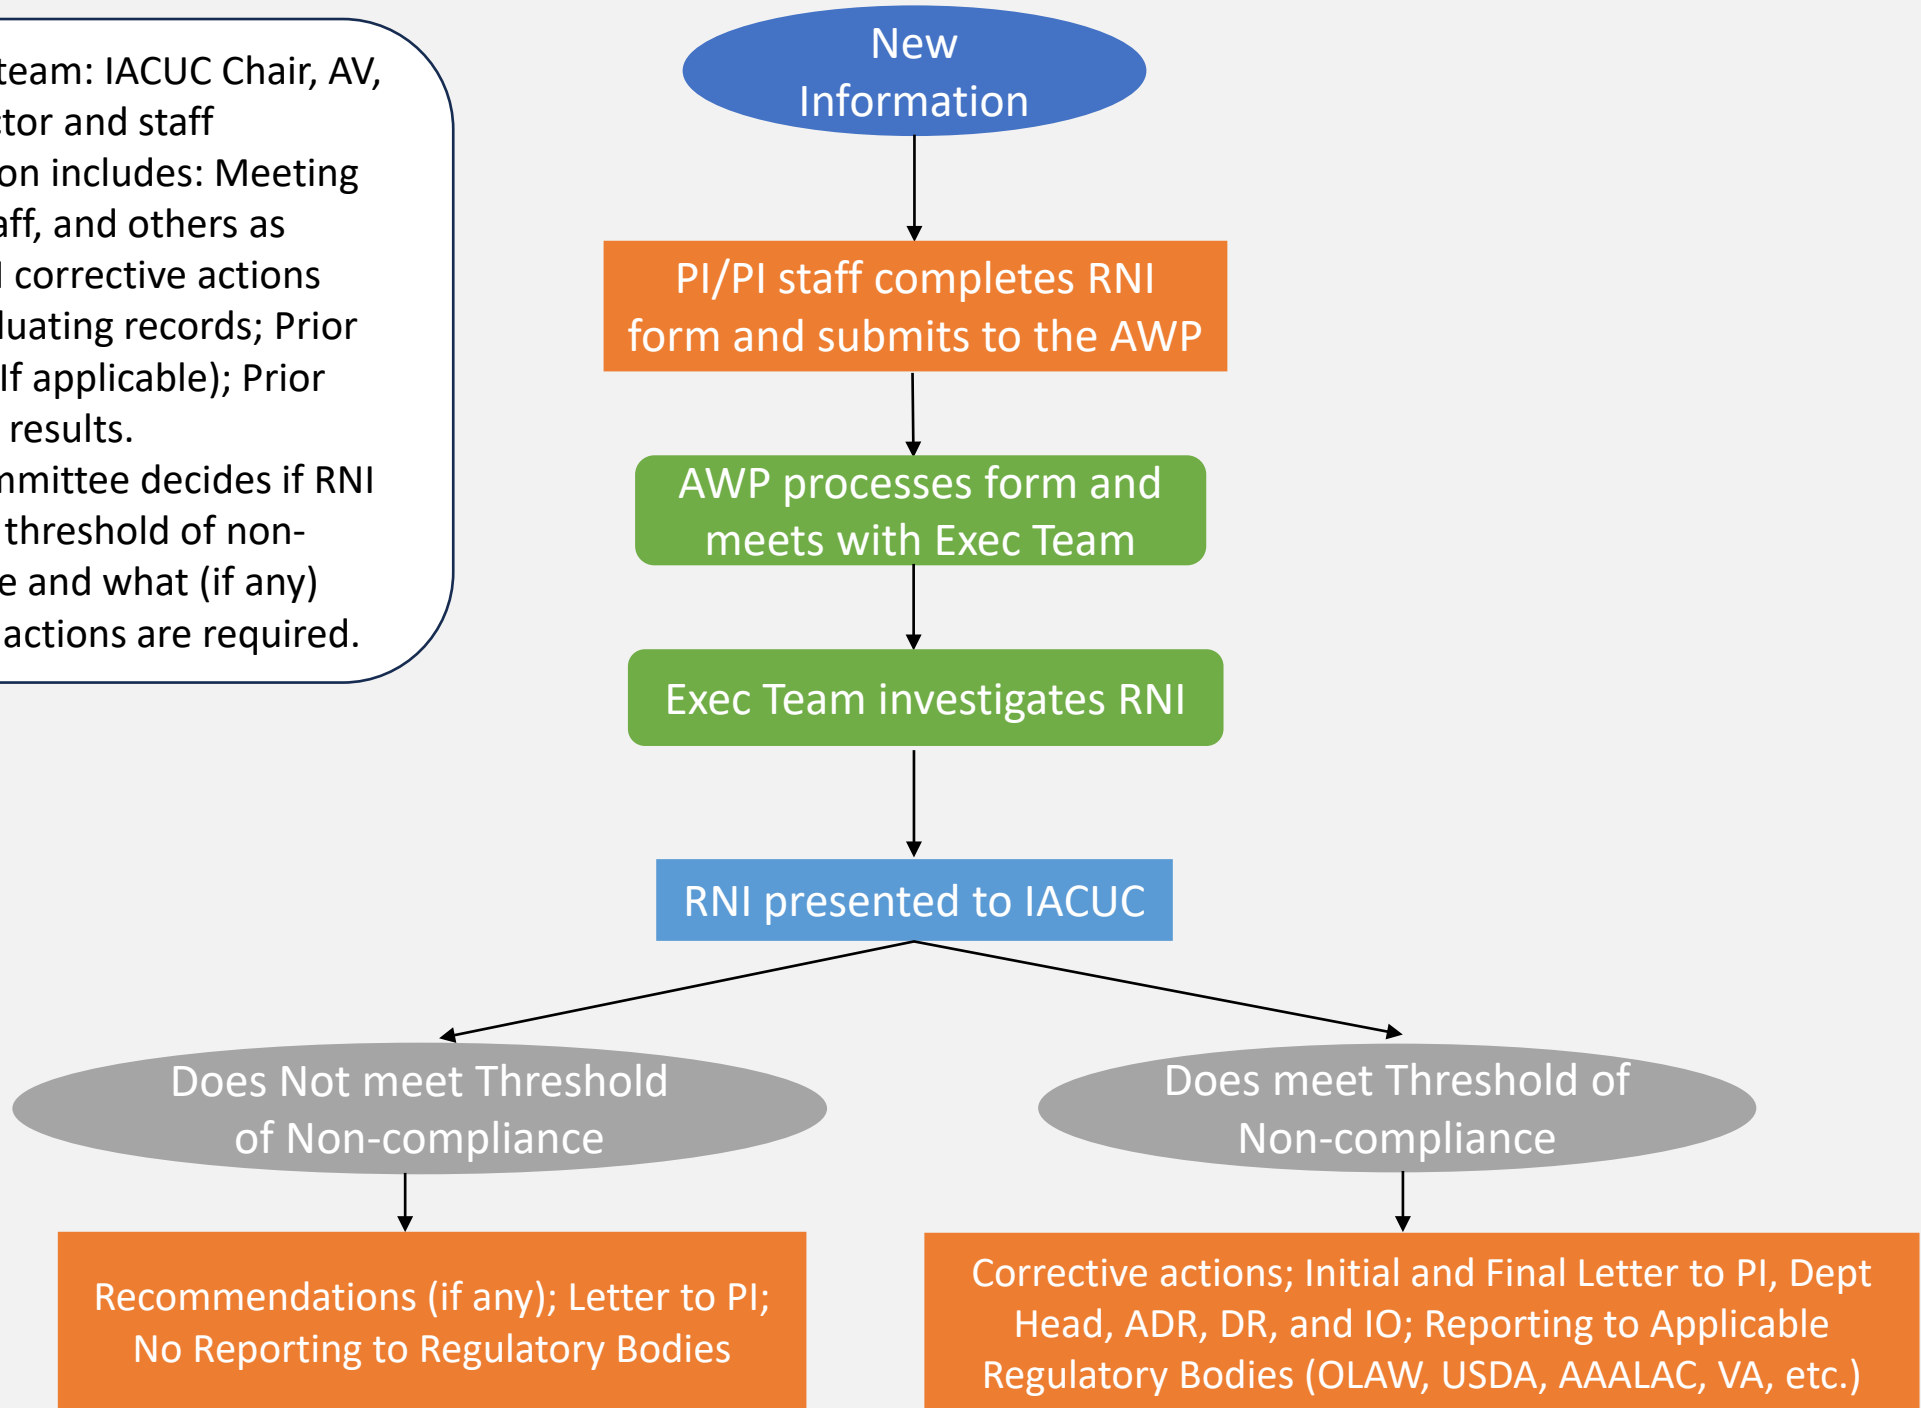 team: IACUC Chair, AV,
and staff
includes: Meeting
and others as
corrective actions
records; Prior
If applicable); Prior
results.
decides if RNI
threshold of non-
and what (if any)
actions are required.
New
Information
PI/PI staff completes RNI
form and submits to the AWP
AWP processes form and
meets with Exec Team
Exec Team investigates RNI
RNI presented to IACUC
Does Not meet Threshold
of Non-compliance
Recommendations (if any); Letter to PI;
No Reporting to Regulatory Bodies
Does meet Threshold of
Non-compliance
Corrective actions; Initial and Final Letter to PI, Dept
Head, ADR, DR, and IO; Reporting to Applicable
Regulatory Bodies (OLAW, USDA, AAALAC, VA, etc.)